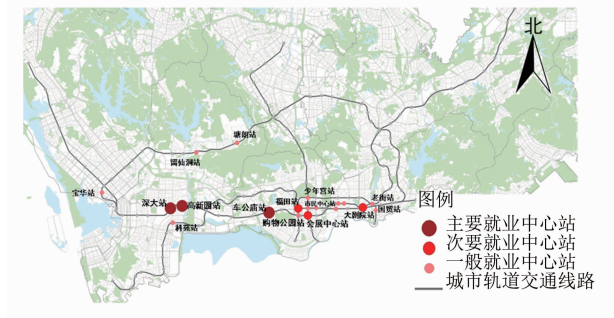 北
塘朗站
留仙洞站
宝华站
深大站
高新园站
科苑站
车公庙站
福田站
少年宫站
市民中心站
购物公园站
会展中心站
大剧院站
老街站
国贸站
图例
主要就业中心站
次要就业中心站
一般就业中心站
城市轨道交通线路